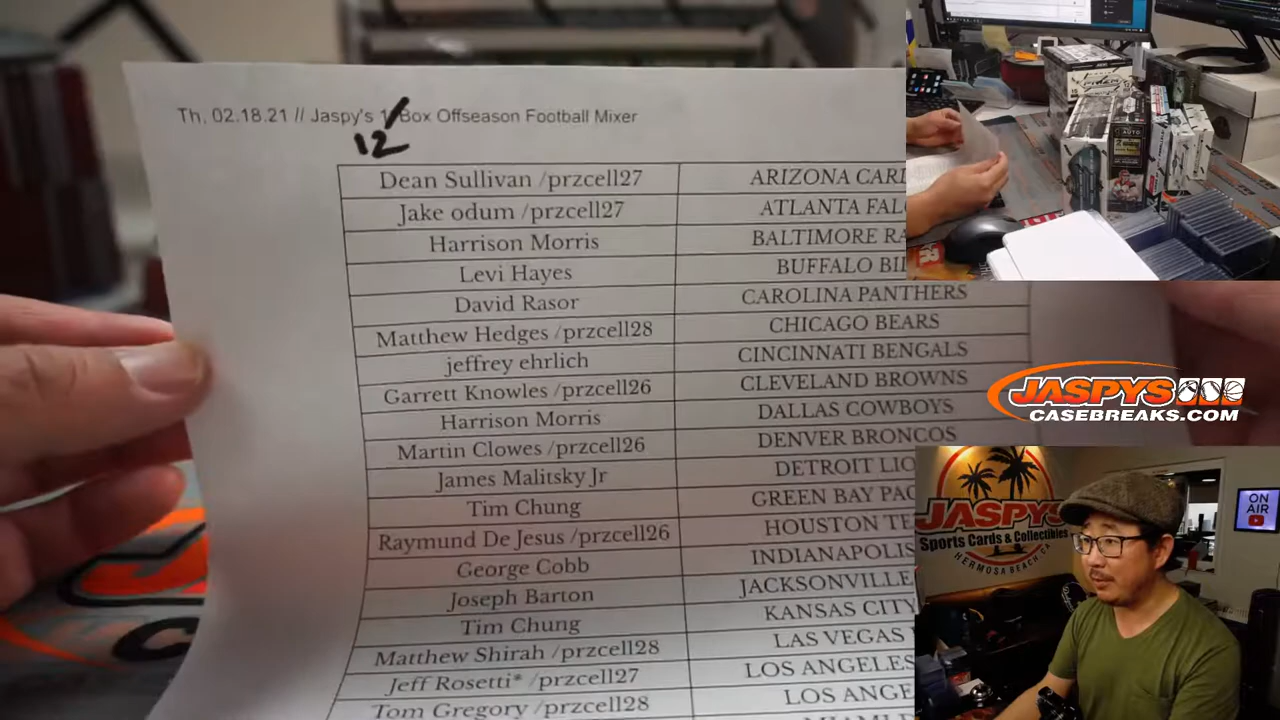 Th, 02.18.21 // Jaspy's 1 Box Offseason Football Mixer
12
Dean Sullivan /przcell27 ARIZONA CARD
Jake odum /przcell27 ATLANTA FAL
Harrison Morris BALTIMORE RA
Levi Hayes BUFFALO BIL
David Rasor CAROLINA PANTHERS
Matthew Hedges /przcell28 CHICAGO BEARS
jeffrey ehrlich CINCINNATI BENGALS
Garrett Knowles /przcell26 CLEVELAND BROWNS
Harrison Morris DALLAS COWBOYS
Martin Clowes /przcell26 DENVER BRONCOS
James Malitsky Jr DETROIT LIO
Tim Chung GREEN BAY PAC
Raymund De Jesus /przcell26 HOUSTON TE
George Cobb INDIANAPOLIS
Joseph Barton JACKSONVILLE
Tim Chung KANSAS CITY
Matthew Shirah /przcell28 LAS VEGAS
Jeff Rosetti* /przcell27 LOS ANGELES
Tom Gregory /przcell28 LOS ANGE
JASPYS
CASEBREAKS.COM
JASPYS
Sports Cards & Collectibles
HERMOSA BEACH, CA
ON
AIR